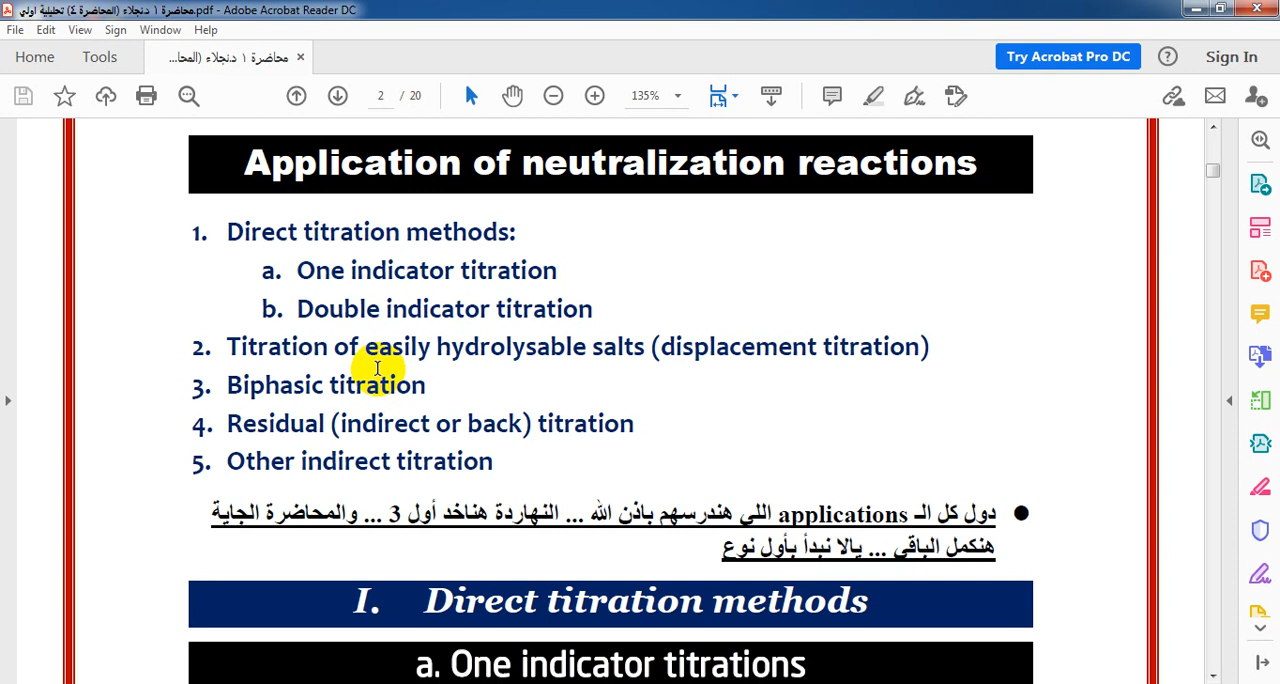 محاضرة ١ د.نجلاء (المحاضرة ٤) تحليلية اولي.pdf - Adobe Acrobat Reader DC
File Edit View Sign Window Help
Home Tools محاضرة ١ د.نجلاء (المحا... × Try Acrobat Pro DC ? Sign In
2 / 20 135%
Application of neutralization reactions
1. Direct titration methods:
a. One indicator titration
b. Double indicator titration
2. Titration of easily hydrolysable salts (displacement titration)
3. Biphasic titration
4. Residual (indirect or back) titration
5. Other indirect titration
● دول كل الـ applications اللي هندرسهم باذن الله ... النهاردة هناخد أول 3 ... والمحاضرة الجاية
هنكمل الباقي ... يالا نبدأ بأول نوع
I. Direct titration methods
a. One indicator titrations